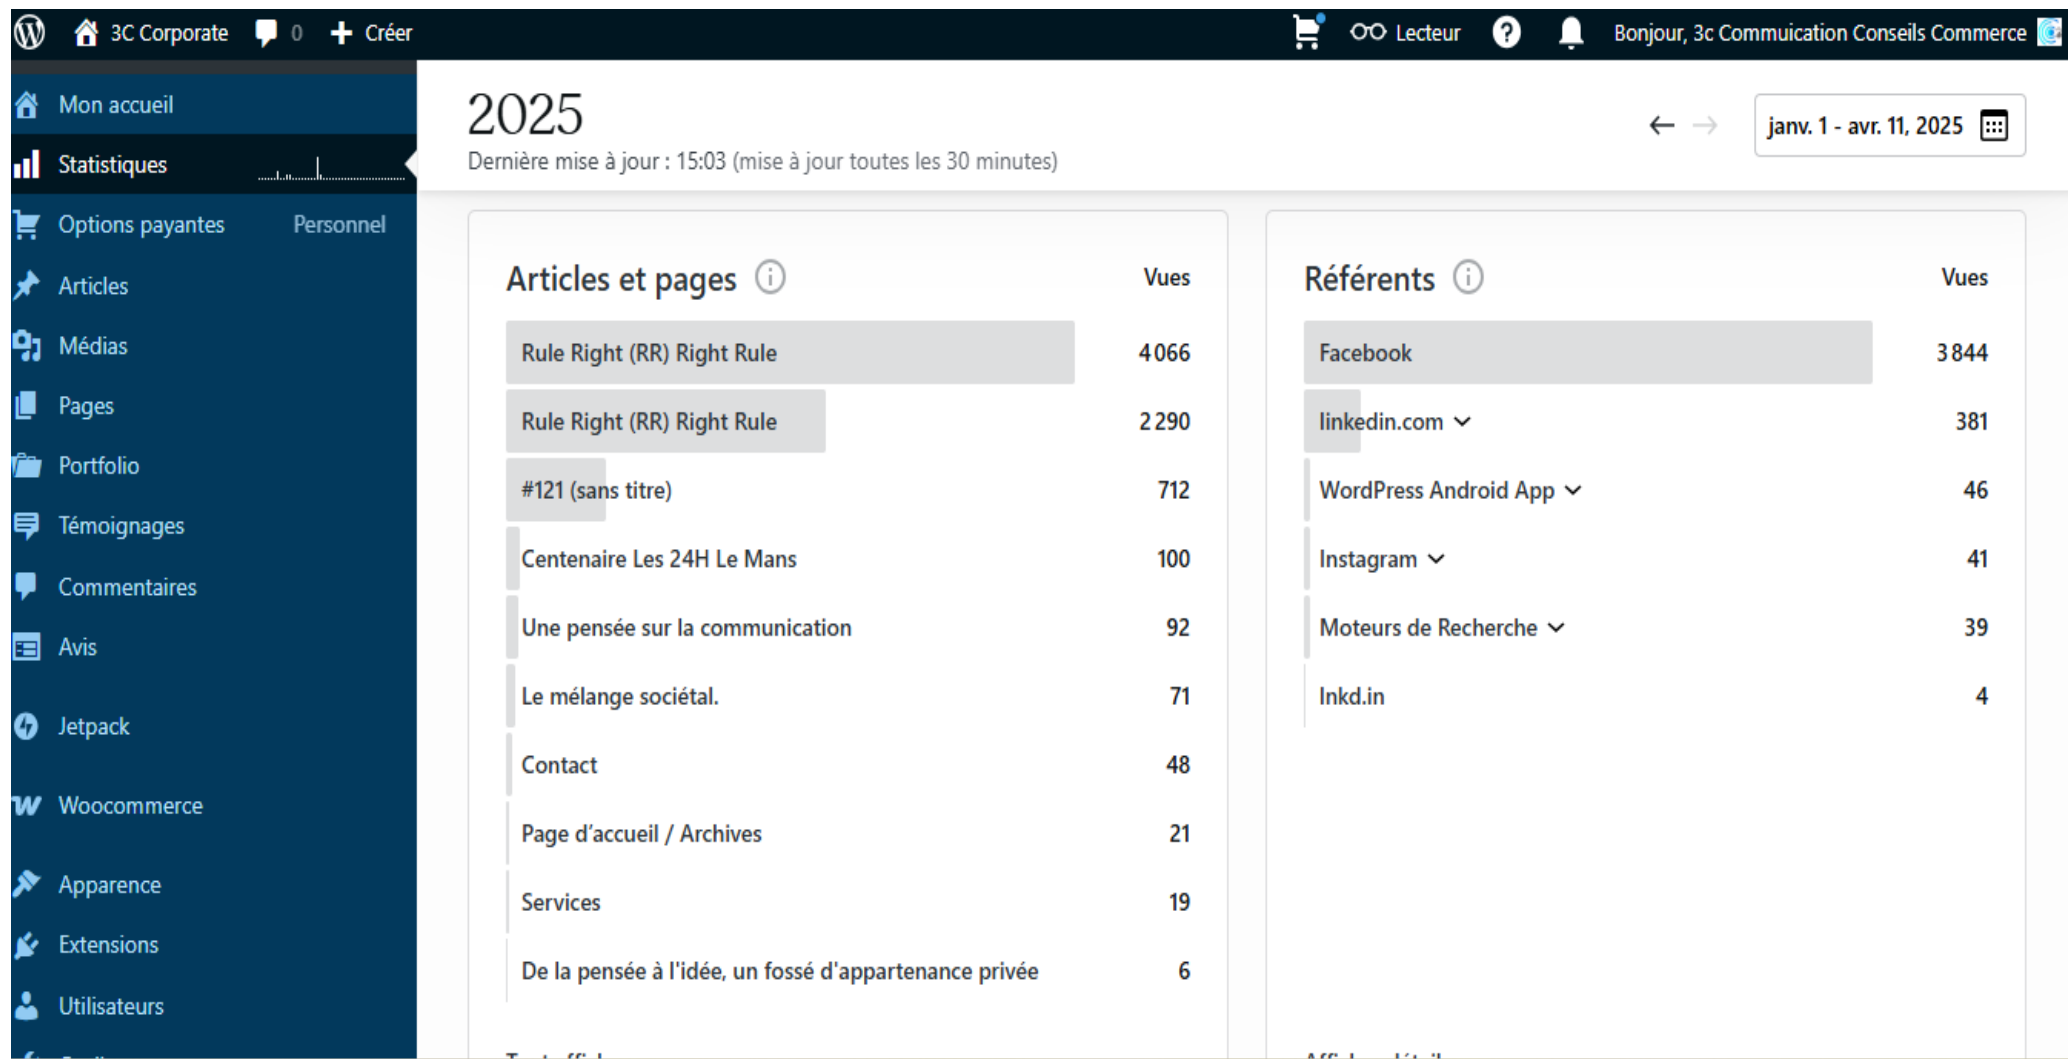 3C Corporate 0 Créer Lecteur Bonjour, 3c Commuication Conseils Commerce
Mon accueil
Statistiques
Options payantes Personnel
Articles
Médias
Pages
Portfolio
Témoignages
Commentaires
Avis
Jetpack
Woocommerce
Apparence
Extensions
Utilisateurs
2025
Dernière mise à jour : 15:03 (mise à jour toutes les 30 minutes)
janv. 1 - avr. 11, 2025
Articles et pages Vues
Rule Right (RR) Right Rule 4 066
Rule Right (RR) Right Rule 2 290
#121 (sans titre) 712
Centenaire Les 24H Le Mans 100
Une pensée sur la communication 92
Le mélange sociétal. 71
Contact 48
Page d'accueil / Archives 21
Services 19
De la pensée à l'idée, un fossé d'appartenance privée 6
Référents Vues
Facebook 3 844
linkedin.com 381
WordPress Android App 46
Instagram 41
Moteurs de Recherche 39
lnkd.in 4